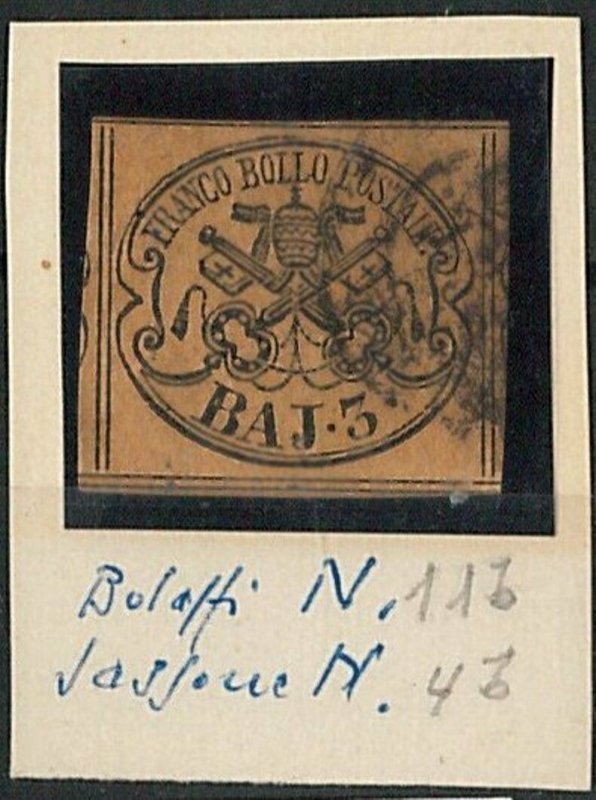 FRANCO BOLLO POSTALE
BAJ. 3
Bolaffi N. 11b
Sassone N. 4b